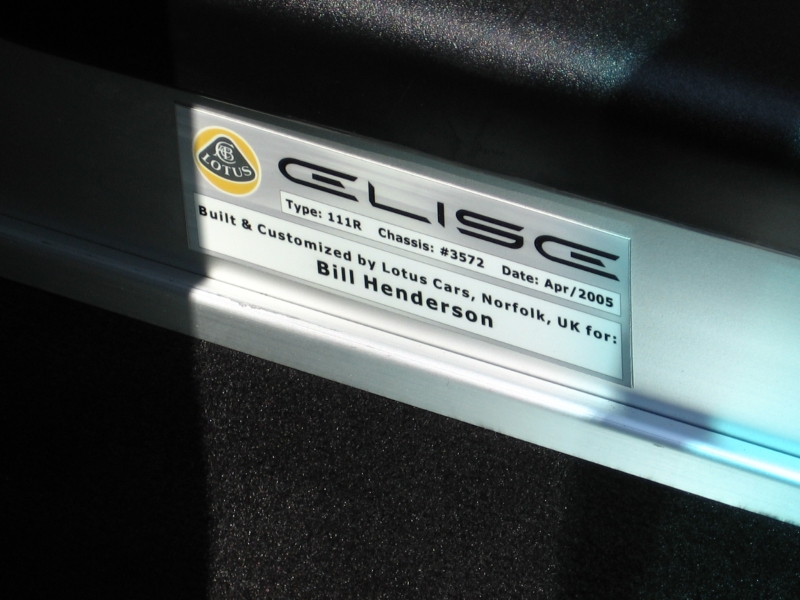 LOTUS
ELISE
Type: 111R Chassis: #3572 Date: Apr/2005
Built & Customized by Lotus Cars, Norfolk, UK for:
Bill Henderson